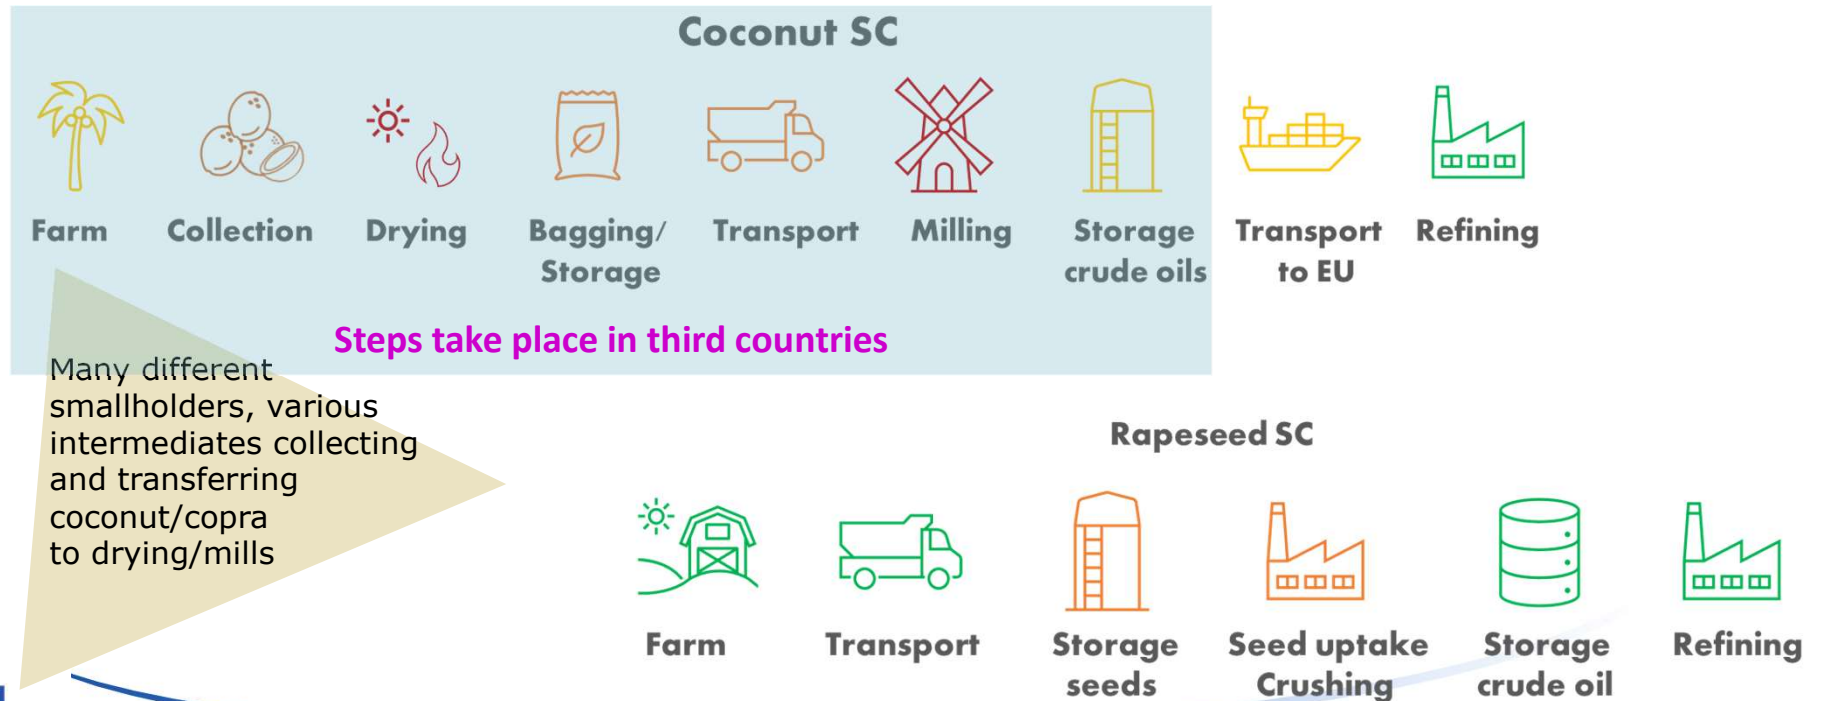 Coconut SC
Farm
Collection
Drying
Bagging/
Storage
Transport
Milling
Storage
crude oils
Transport
to EU
Refining
Steps take place in third countries
Many different
smallholders, various
intermediates collecting
and transferring
coconut/copra
to drying/mills
Rapeseed SC
Farm
Transport
Storage
seeds
Seed uptake
Crushing
Storage
crude oil
Refining